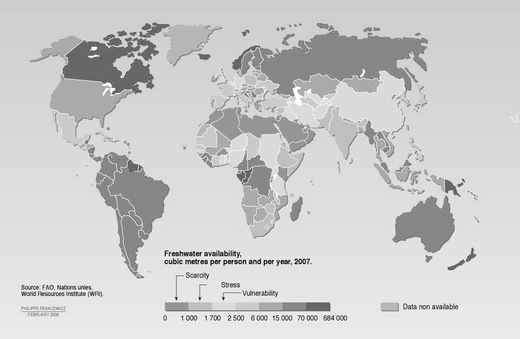 Freshwater availability,
cubic metres per person and per year, 2007.
Scarcity
Stress
Vulnerability
0 1 000 1 700 2 500 6 000 15 000 70 000 684 000
Data non available
Source: FAO, Nations unies,
World Resources Institute (WRI).
PHILIPPE REKACEWICZ
FEBRUARY 2008